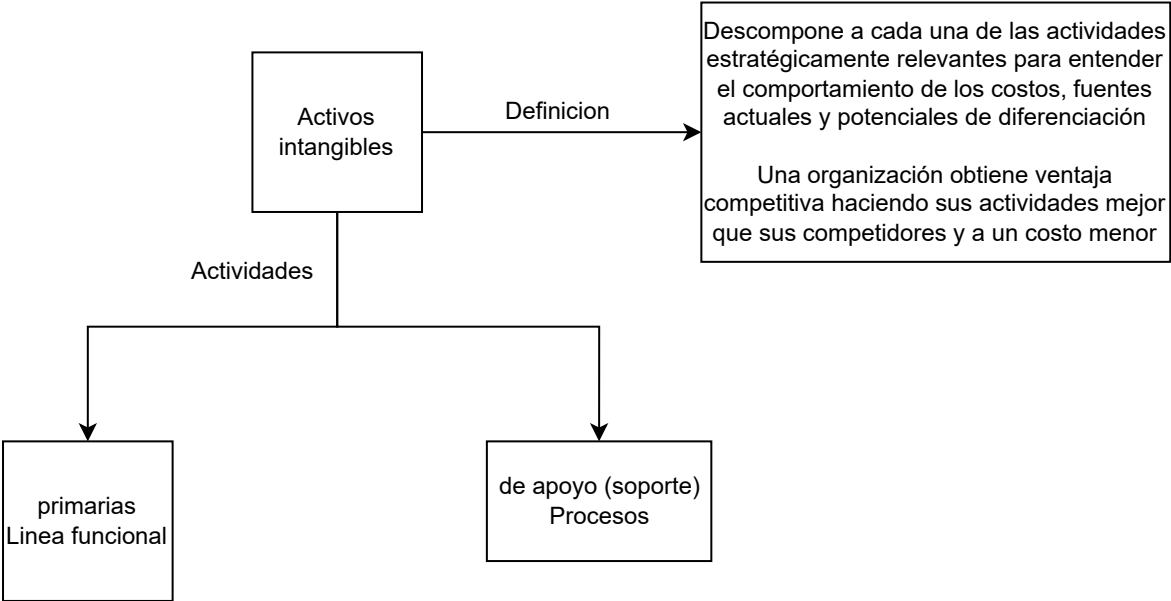 Activos
intangibles
Definicion
Descompone a cada una de las actividades
estratégicamente relevantes para entender
el comportamiento de los costos, fuentes
actuales y potenciales de diferenciación
Una organización obtiene ventaja
competitiva haciendo sus actividades mejor
que sus competidores y a un costo menor
Actividades
primarias
Linea funcional
de apoyo (soporte)
Procesos